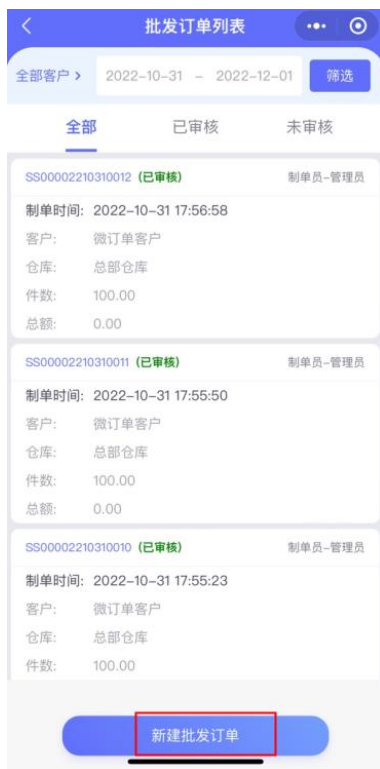 批发订单列表
全部客户 > 2022-10-31 - 2022-12-01 筛选
全部 已审核 未审核
SS00002210310012 (已审核) 制单员-管理员
制单时间: 2022-10-31 17:56:58
客户: 微订单客户
仓库: 总部仓库
件数: 100.00
总额: 0.00
SS00002210310011 (已审核) 制单员-管理员
制单时间: 2022-10-31 17:55:50
客户: 微订单客户
仓库: 总部仓库
件数: 100.00
总额: 0.00
SS00002210310010 (已审核) 制单员-管理员
制单时间: 2022-10-31 17:55:23
客户: 微订单客户
仓库: 总部仓库
件数: 100.00
新建批发订单